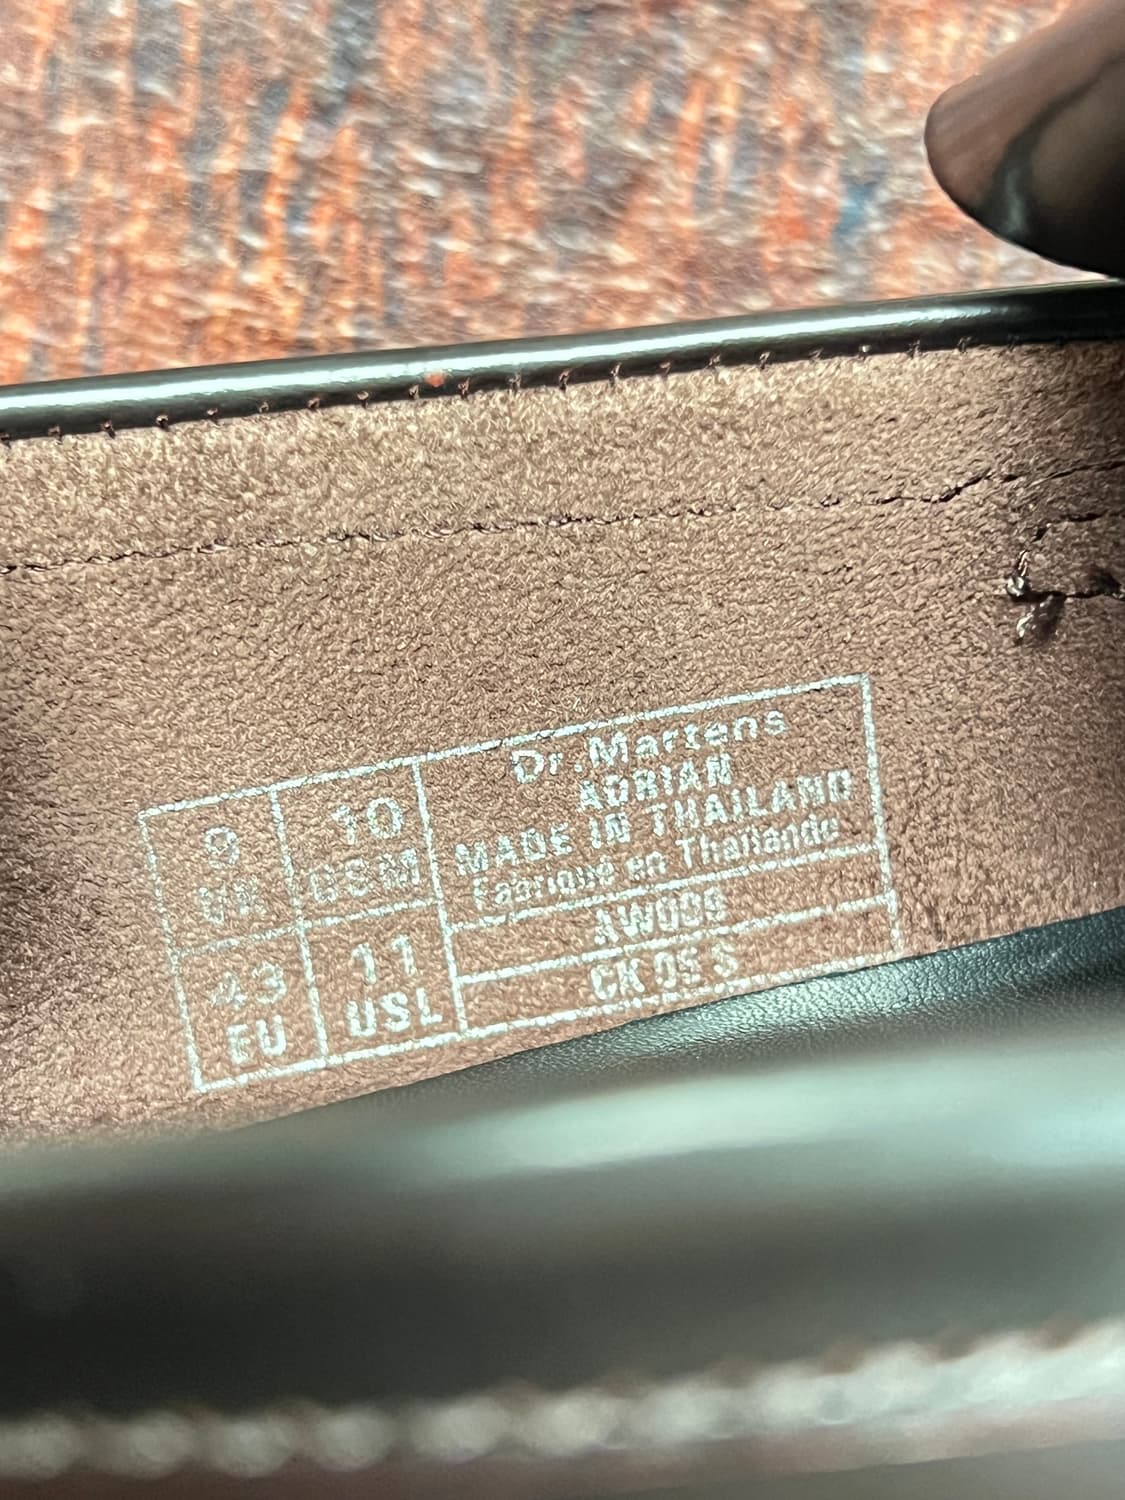 9
UK
10
USM
43
EU
11
USL
Dr.Martens
ADRIAN
MADE IN THAILAND
Fabriqué en Thaïlande
CK 05 S